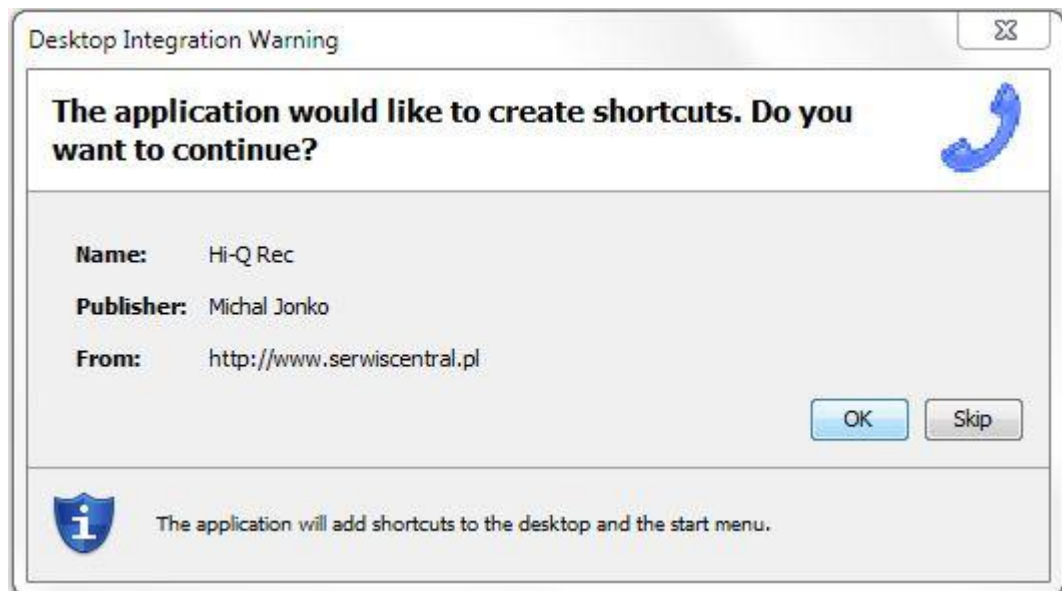 Desktop Integration Warning
The application would like to create shortcuts. Do you
want to continue?
Name: Hi-Q Rec
Publisher: Michal Jonko
From: http://www.serwiscentral.pl
OK Skip
The application will add shortcuts to the desktop and the start menu.